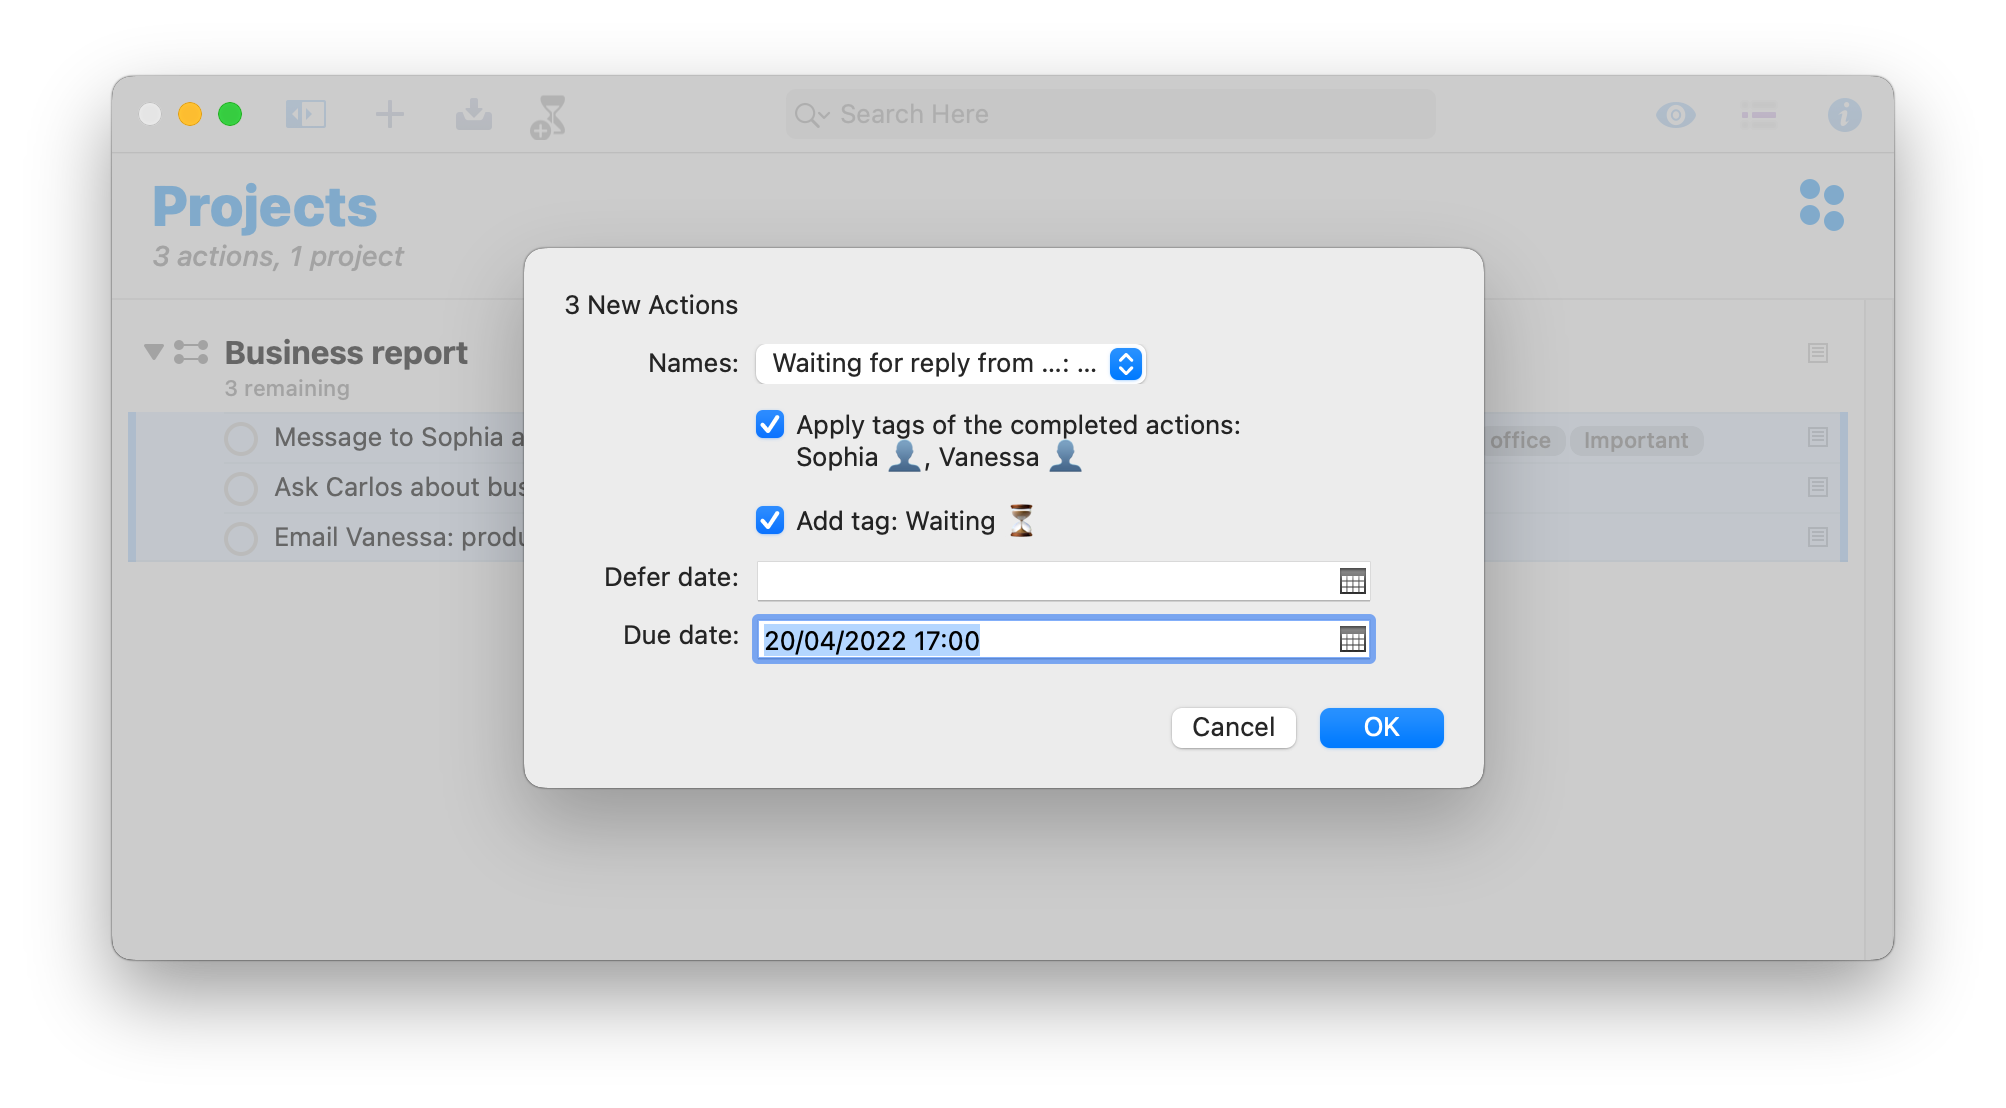 Search Here
Projects
3 actions, 1 project
3 New Actions
Business report
3 remaining
Names: Waiting for reply from ...: ...
Message to Sophia
office Important
Apply tags of the completed actions:
Sophia 👤, Vanessa 👤
Ask Carlos about
Add tag: Waiting ⏳
Email Vanessa:
Defer date:
Due date: 20/04/2022 17:00
Cancel OK